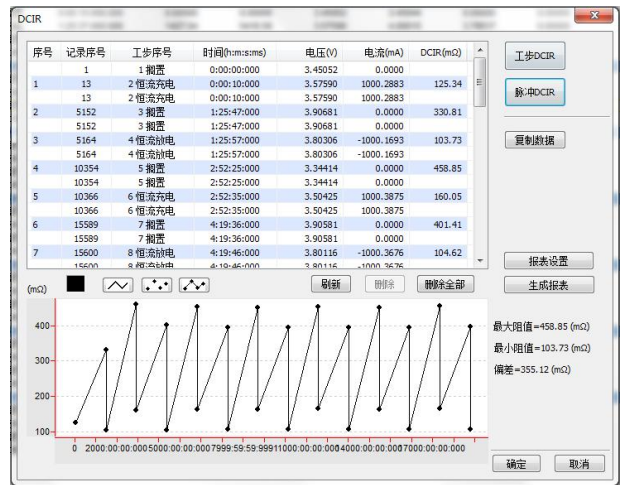 DCIR
序号 记录序号 工步序号 时间(h:m:s:ms) 电压(V) 电流(mA) DCIR(mΩ)
1 1 搁置 0:00:00:000 3.45052 0.0000
1 13 2 恒流充电 0:00:10:000 3.57590 1000.2883 125.34
13 2 恒流充电 0:00:10:000 3.57590 1000.2883
2 5152 3 搁置 1:25:47:000 3.90681 0.0000 330.81
5152 3 搁置 1:25:47:000 3.90681 0.0000
3 5164 4 恒流放电 1:25:57:000 3.80306 -1000.1693 103.73
5164 4 恒流放电 1:25:57:000 3.80306 -1000.1693
4 10354 5 搁置 2:52:25:000 3.34414 0.0000 458.85
10354 5 搁置 2:52:25:000 3.34414 0.0000
5 10366 6 恒流充电 2:52:35:000 3.50425 1000.3875 160.05
10366 6 恒流充电 2:52:35:000 3.50425 1000.3875
6 15589 7 搁置 4:19:36:000 3.90581 0.0000 401.41
15589 7 搁置 4:19:36:000 3.90581 0.0000
7 15600 8 恒流放电 4:19:46:000 3.80116 -1000.3676 104.62
15600 8 恒流放电 4:19:46:000 3.80116 -1000.3676
工步DCIR
脉冲DCIR
复制数据
报表设置
生成报表
(mΩ) 刷新 删除 删除全部
400
300
200
100
0 2000:00:00:000 5000:00:00:000 7999:59:59:999 11000:00:00:000 14000:00:00:000 17000:00:00:000
最大阻值=458.85 (mΩ)
最小阻值=103.73 (mΩ)
偏差=355.12 (mΩ)
确定 取消